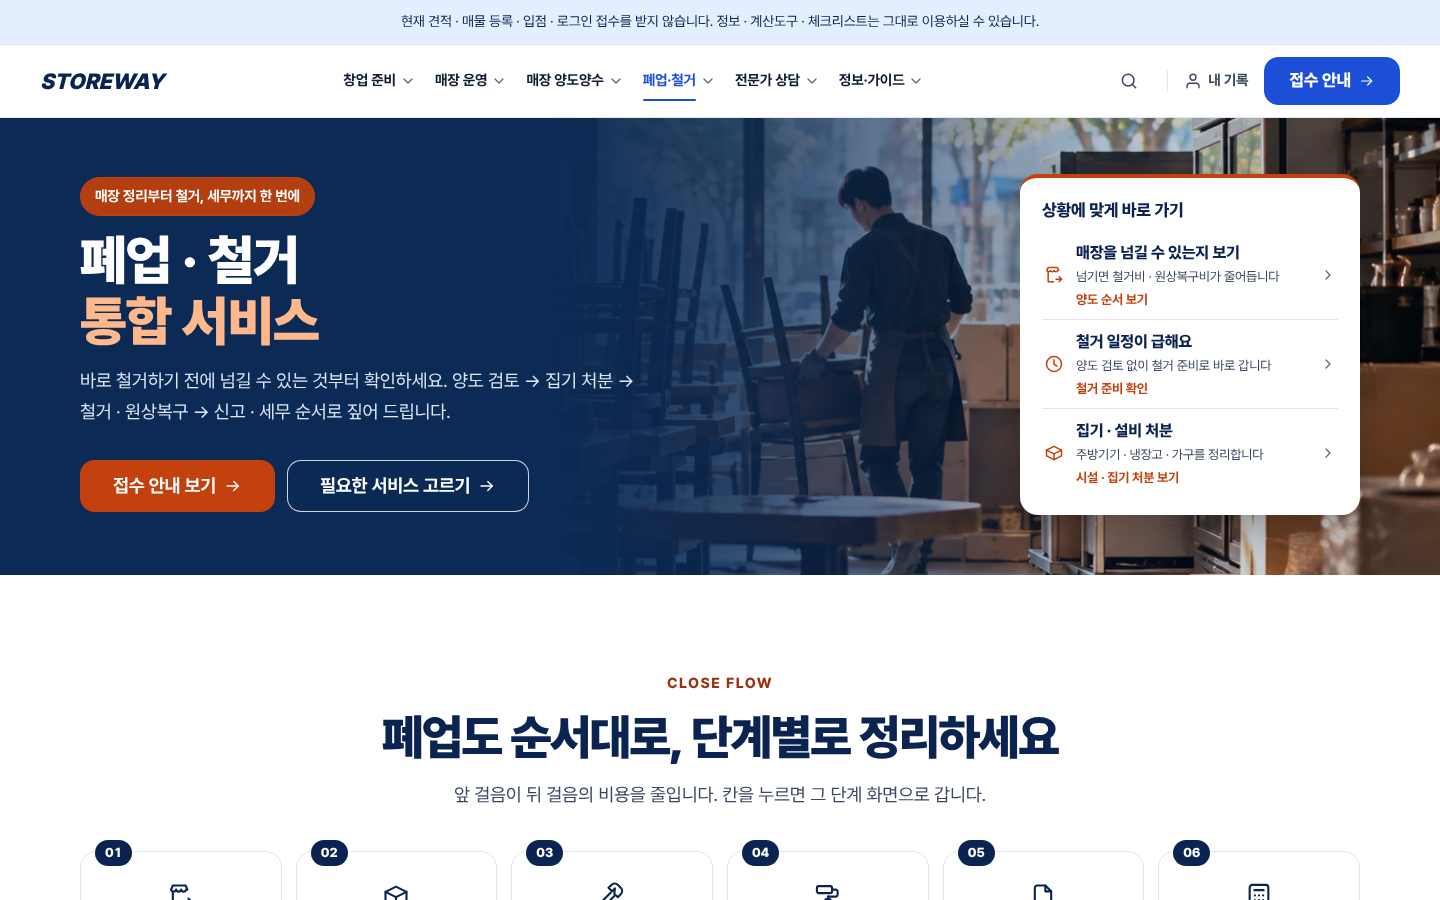 현재 견적 · 매물 등록 · 입점 · 로그인 접수를 받지 않습니다. 정보 · 계산도구 · 체크리스트는 그대로 이용하실 수 있습니다.
STOREWAY
창업 준비
매장 운영
매장 양도양수
폐업·철거
전문가 상담
정보·가이드
내 기록
접수 안내 →
매장 정리부터 철거, 세무까지 한 번에
폐업 · 철거
통합 서비스
바로 철거하기 전에 넘길 수 있는 것부터 확인하세요. 양도 검토 → 집기 처분 →
철거 · 원상복구 → 신고 · 세무 순서로 짚어 드립니다.
접수 안내 보기 →
필요한 서비스 고르기 →
상황에 맞게 바로 가기
매장을 넘길 수 있는지 보기
넘기면 철거비 · 원상복구비가 줄어듭니다
양도 순서 보기
철거 일정이 급해요
양도 검토 없이 철거 준비로 바로 갑니다
철거 준비 확인
집기 · 설비 처분
주방기기 · 냉장고 · 가구를 정리합니다
시설 · 집기 처분 보기
CLOSE FLOW
폐업도 순서대로, 단계별로 정리하세요
앞 걸음이 뒤 걸음의 비용을 줄입니다. 칸을 누르면 그 단계 화면으로 갑니다.
01
02
03
04
05
06